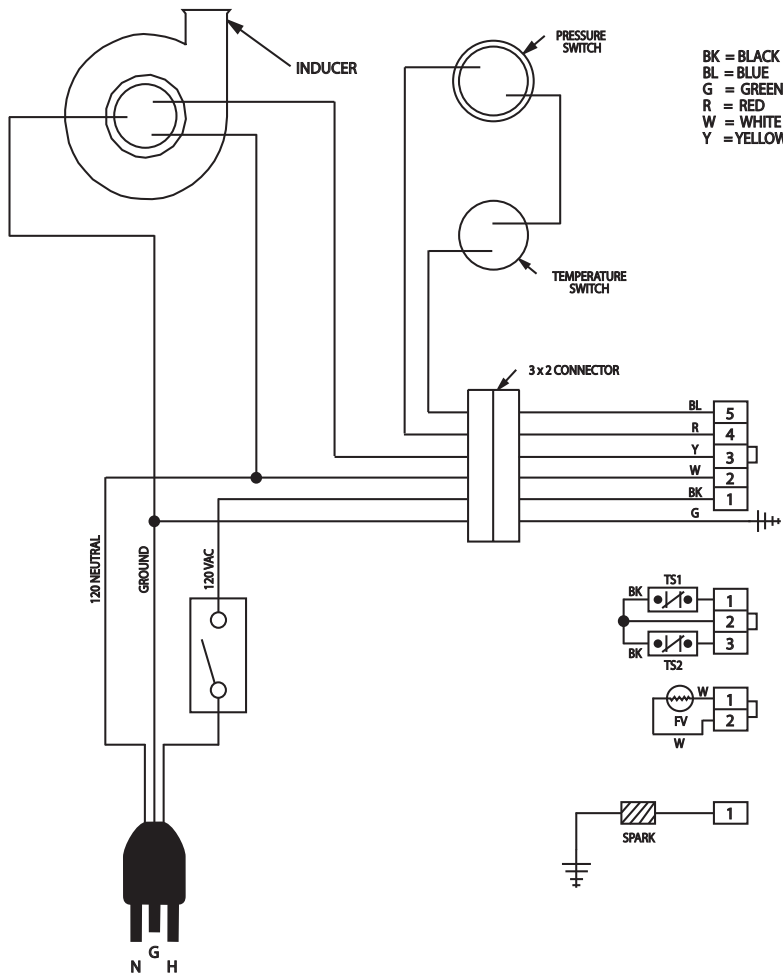 INDUCER
PRESSURE
SWITCH
BK = BLACK
BL = BLUE
G = GREEN
R = RED
W = WHITE
Y = YELLOW
TEMPERATURE
SWITCH
3 x 2 CONNECTOR
BL 5
R 4
Y 3
W 2
BK 1
G
120 NEUTRAL
GROUND
120 VAC
TS1
BK 1
2
BK 3
TS2
W 1
FV 2
W
1
SPARK
N G H